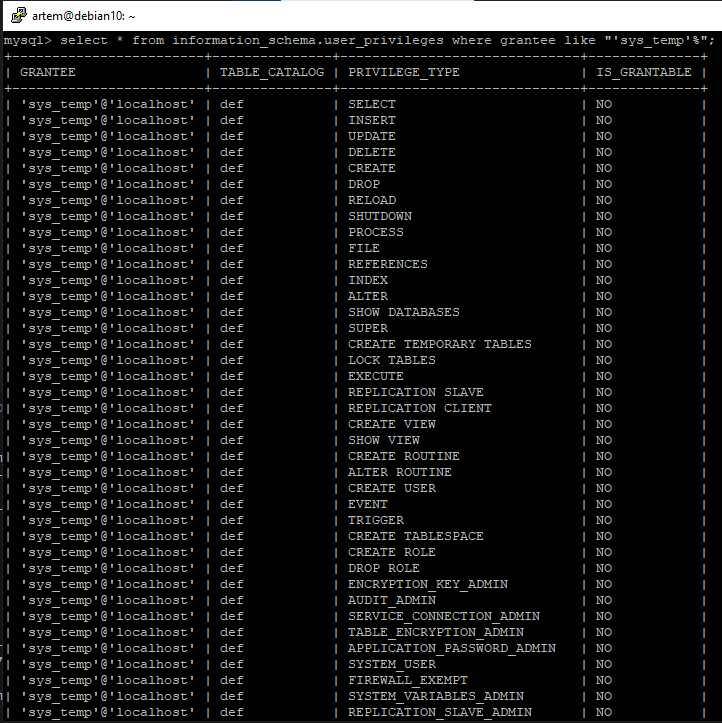 artem@debian10: ~
mysql> select * from information_schema.user_privileges where grantee like "'sys_temp'%";
+-----------------------+---------------+-----------------------------+--------------+
| GRANTEE | TABLE_CATALOG | PRIVILEGE_TYPE | IS_GRANTABLE |
+-----------------------+---------------+-----------------------------+--------------+
| 'sys_temp'@'localhost' | def | SELECT | NO |
| 'sys_temp'@'localhost' | def | INSERT | NO |
| 'sys_temp'@'localhost' | def | UPDATE | NO |
| 'sys_temp'@'localhost' | def | DELETE | NO |
| 'sys_temp'@'localhost' | def | CREATE | NO |
| 'sys_temp'@'localhost' | def | DROP | NO |
| 'sys_temp'@'localhost' | def | RELOAD | NO |
| 'sys_temp'@'localhost' | def | SHUTDOWN | NO |
| 'sys_temp'@'localhost' | def | PROCESS | NO |
| 'sys_temp'@'localhost' | def | FILE | NO |
| 'sys_temp'@'localhost' | def | REFERENCES | NO |
| 'sys_temp'@'localhost' | def | INDEX | NO |
| 'sys_temp'@'localhost' | def | ALTER | NO |
| 'sys_temp'@'localhost' | def | SHOW DATABASES | NO |
| 'sys_temp'@'localhost' | def | SUPER | NO |
| 'sys_temp'@'localhost' | def | CREATE TEMPORARY TABLES | NO |
| 'sys_temp'@'localhost' | def | LOCK TABLES | NO |
| 'sys_temp'@'localhost' | def | EXECUTE | NO |
| 'sys_temp'@'localhost' | def | REPLICATION SLAVE | NO |
| 'sys_temp'@'localhost' | def | REPLICATION CLIENT | NO |
| 'sys_temp'@'localhost' | def | CREATE VIEW | NO |
| 'sys_temp'@'localhost' | def | SHOW VIEW | NO |
| 'sys_temp'@'localhost' | def | CREATE ROUTINE | NO |
| 'sys_temp'@'localhost' | def | ALTER ROUTINE | NO |
| 'sys_temp'@'localhost' | def | CREATE USER | NO |
| 'sys_temp'@'localhost' | def | EVENT | NO |
| 'sys_temp'@'localhost' | def | TRIGGER | NO |
| 'sys_temp'@'localhost' | def | CREATE TABLESPACE | NO |
| 'sys_temp'@'localhost' | def | CREATE ROLE | NO |
| 'sys_temp'@'localhost' | def | DROP ROLE | NO |
| 'sys_temp'@'localhost' | def | ENCRYPTION_KEY_ADMIN | NO |
| 'sys_temp'@'localhost' | def | AUDIT_ADMIN | NO |
| 'sys_temp'@'localhost' | def | SERVICE_CONNECTION_ADMIN | NO |
| 'sys_temp'@'localhost' | def | TABLE_ENCRYPTION_ADMIN | NO |
| 'sys_temp'@'localhost' | def | APPLICATION_PASSWORD_ADMIN | NO |
| 'sys_temp'@'localhost' | def | SYSTEM_USER | NO |
| 'sys_temp'@'localhost' | def | FIREWALL_EXEMPT | NO |
| 'sys_temp'@'localhost' | def | SYSTEM_VARIABLES_ADMIN | NO |
| 'sys_temp'@'localhost' | def | REPLICATION_SLAVE_ADMIN | NO |